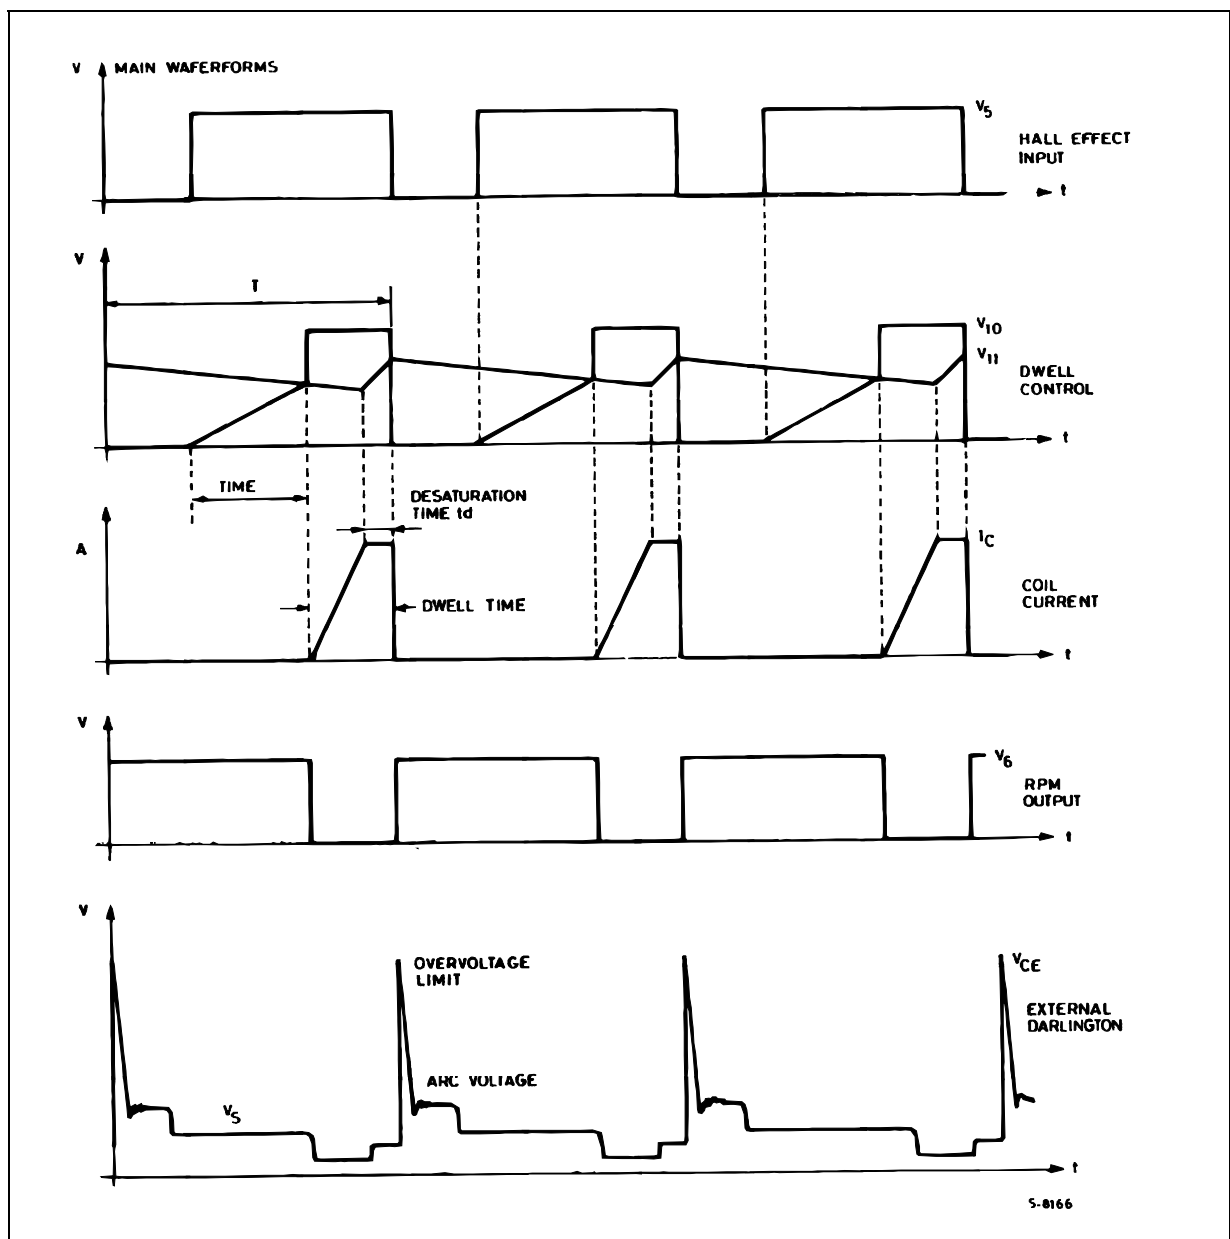 V MAIN WAFERFORMS
V5
HALL EFFECT
INPUT
t
V
T
V10
V11
DWELL
CONTROL
t
TIME
DESATURATION
TIME td
A
IC
DWELL TIME
COIL
CURRENT
t
V
V6
RPM
OUTPUT
t
V
OVERVOLTAGE
LIMIT
VCE
EXTERNAL
DARLINGTON
ARC VOLTAGE
VS
t
S-8166